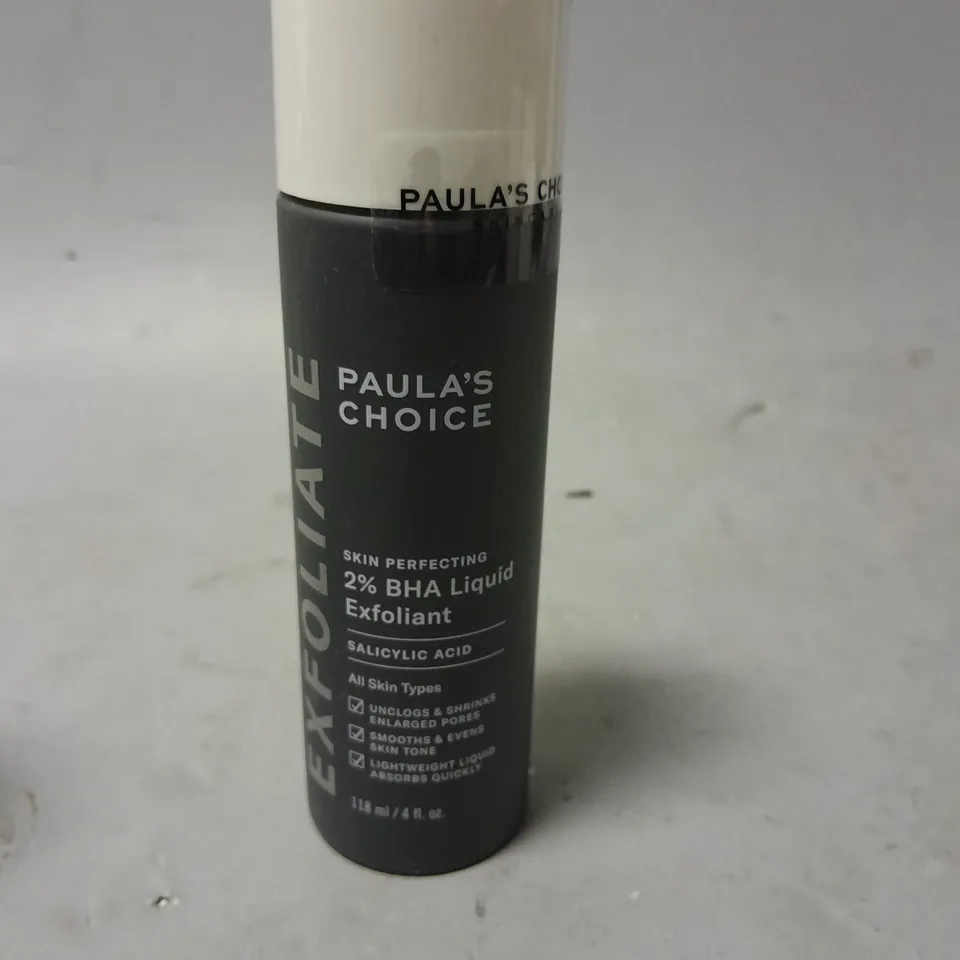 PAULA'S CHO
SKINCARE
EXFOLIATE
PAULA'S
CHOICE
SKIN PERFECTING
2% BHA Liquid
Exfoliant
SALICYLIC ACID
All Skin Types
UNCLOGS & SHRINKS
ENLARGED PORES
SMOOTHS & EVENS
SKIN TONE
LIGHTWEIGHT LIQUID
ABSORBS QUICKLY
118 ml / 4 fl. oz.